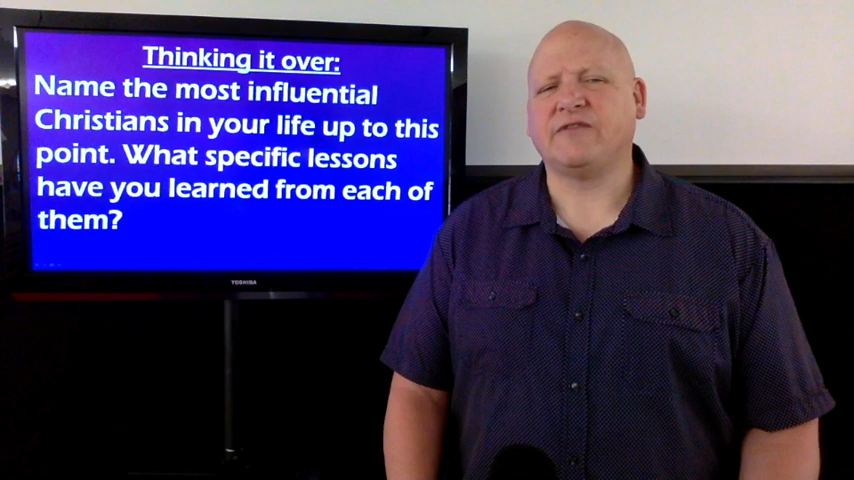 Thinking it over:
Name the most influential
Christians in your life up to this
point. What specific lessons
have you learned from each of
them?
TOSHIBA